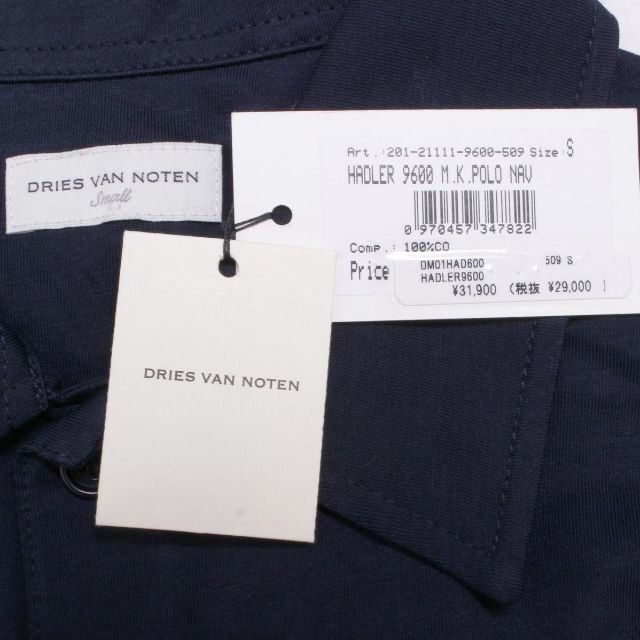 DRIES VAN NOTEN
Small
Art.:201-21111-9600-509 Size:S
HADLER 9600 M.K.POLO NAV
0 970457 347822
Comp.: 100%CO
Price
DM01HAD600 509 S
HADLER9600
¥31,900 (税抜 ¥29,000 )
DRIES VAN NOTEN